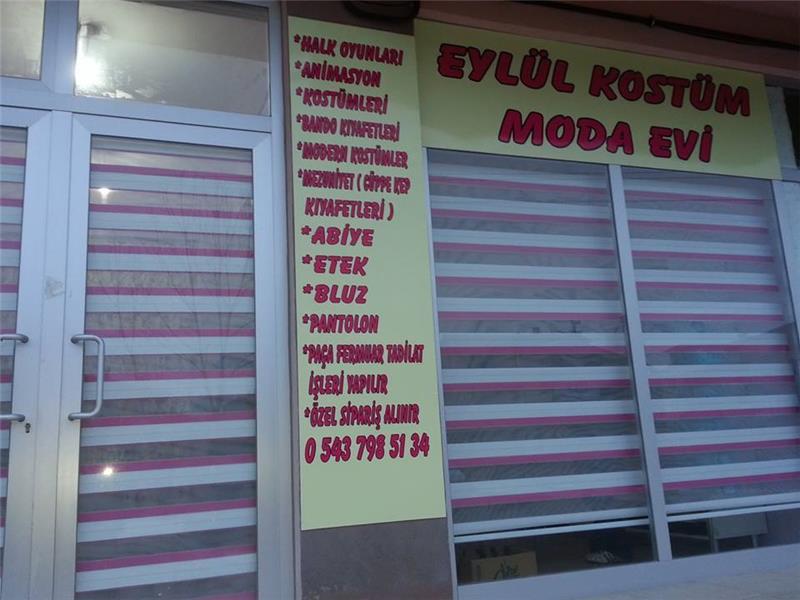 EYLÜL KOSTÜM
MODA EVİ
*HALK OYUNLARI
*ANİMASYON
*KOSTÜMLERİ
*BANDO KIYAFETLERİ
*MODERN KOSTÜMLER
*MEZUNİYET ( CÜPPE KEP
KIYAFETLERİ )
*ABİYE
*ETEK
*BLUZ
*PANTOLON
*PAÇA FERMUAR TADİLAT
İŞLERİ YAPILIR
*ÖZEL SİPARİŞ ALINIR
0 543 798 51 34